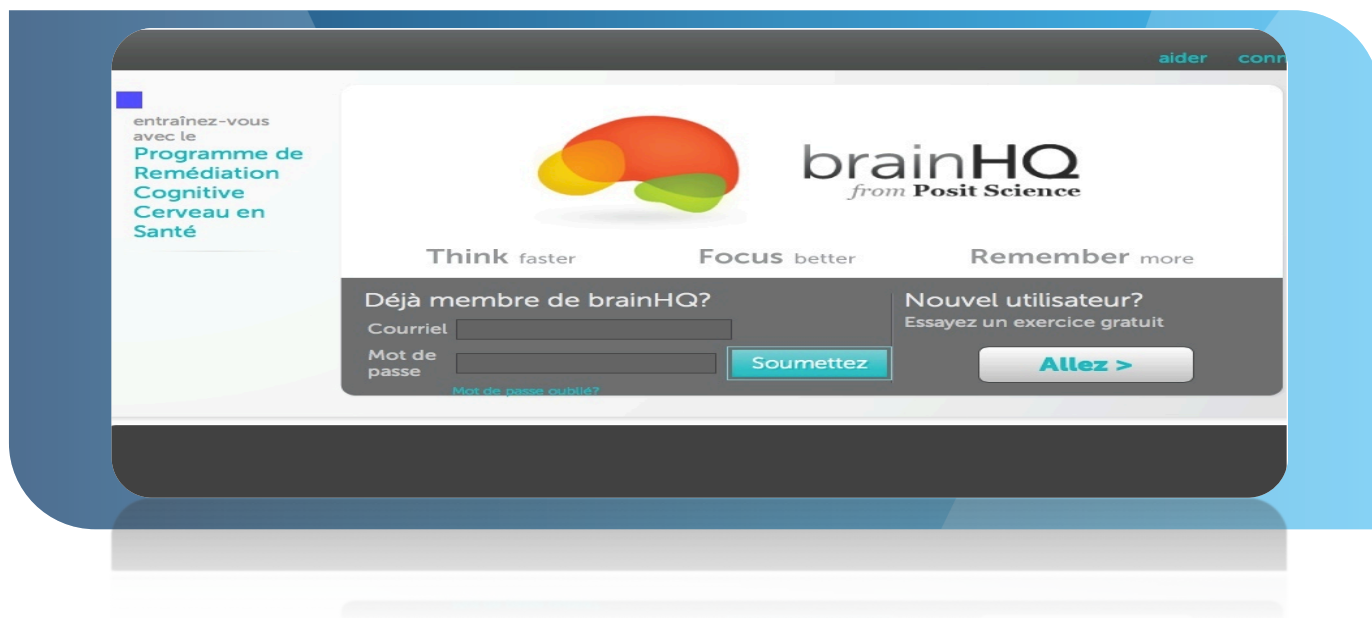 aider conn
entraînez-vous
avec le
Programme de
Remédiation
Cognitive
Cerveau en
Santé
brainHQ
from Posit Science
Think faster Focus better Remember more
Déjà membre de brainHQ?
Courriel
Mot de
passe
Soumettez
Mot de passe oublié?
Nouvel utilisateur?
Essayez un exercice gratuit
Allez >